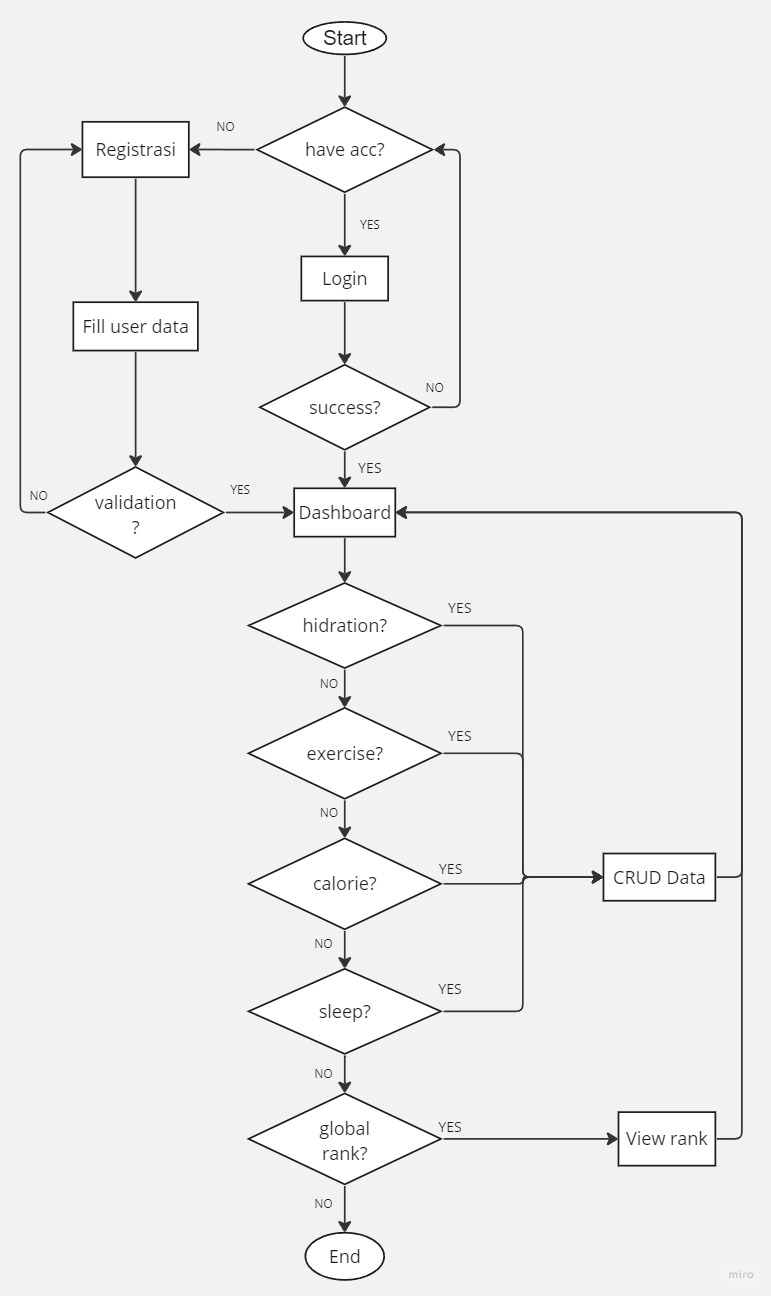 Start
NO
Registrasi
have acc?
YES
Login
Fill user data
NO
success?
YES
NO
YES
validation
?
Dashboard
YES
hidration?
NO
YES
exercise?
NO
YES
calorie?
CRUD Data
NO
YES
sleep?
NO
YES
global
rank?
View rank
NO
End
miro